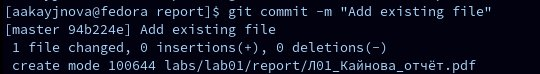 [aakayjnova@fedora report]$ git commit -m "Add existing file"
[master 94b224e] Add existing file
 1 file changed, 0 insertions(+), 0 deletions(-)
 create mode 100644 labs/lab01/report/Л01_Кайнова_отчёт.pdf